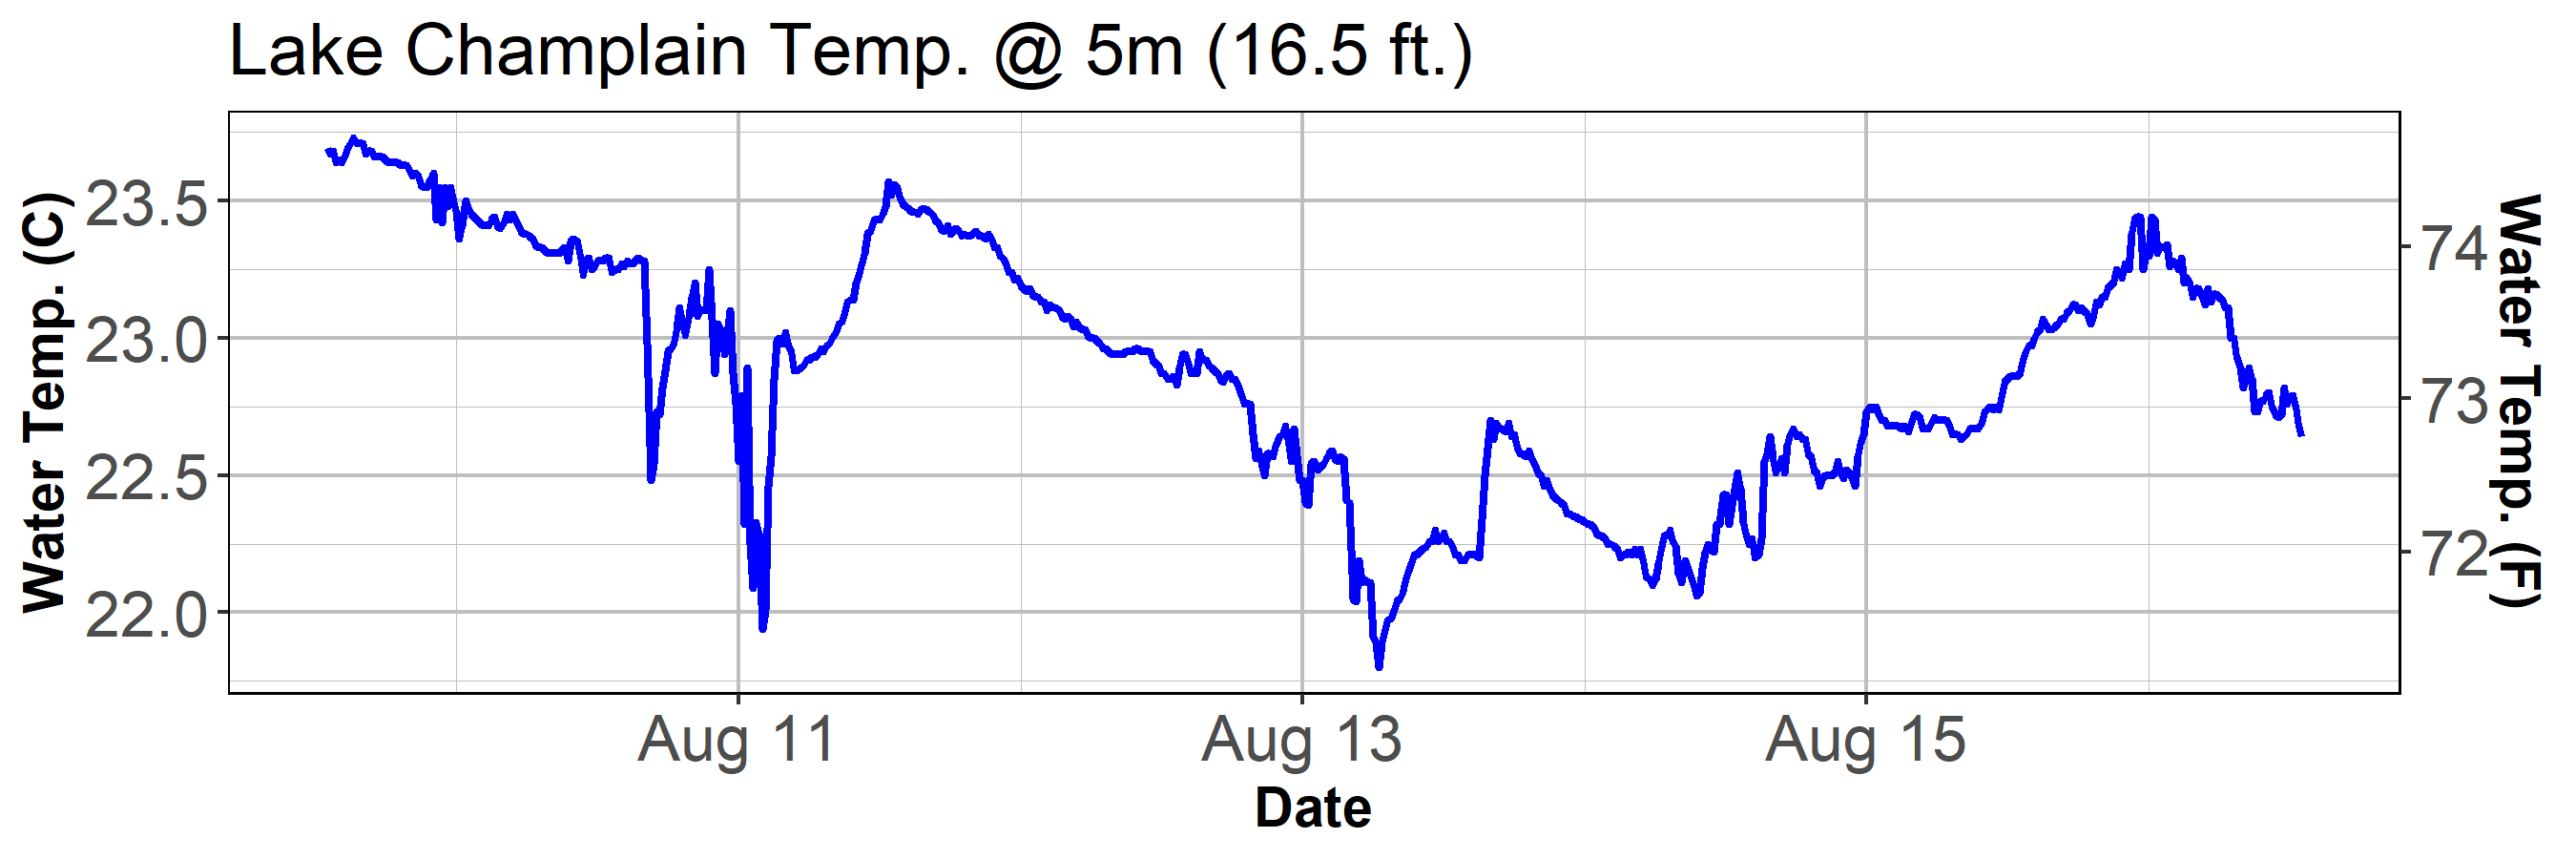 Lake Champlain Temp. @ 5m (16.5 ft.)
Water Temp. (C)
23.5
23.0
22.5
22.0
74
73
72
Water Temp. (F)
Aug 11 Aug 13 Aug 15
Date